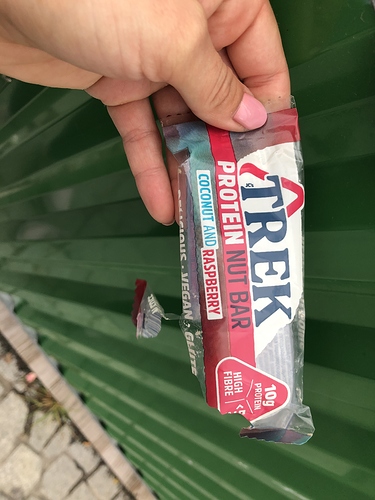 TREK
PROTEIN NUT BAR
COCONUT AND
RASPBERRY
VEGAN
10g
PROTEIN
HIGH
FIBRE